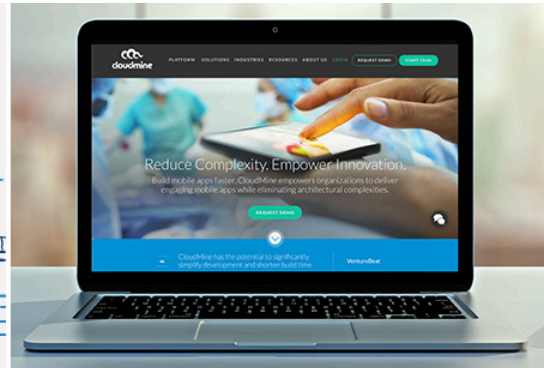 cloudmine
PLATFORM SOLUTIONS INDUSTRIES RESOURCES ABOUT US LOGIN REQUEST DEMO START TRIAL
Reduce Complexity. Empower Innovation.
Build mobile apps faster. CloudMine empowers organizations to deliver
engaging mobile apps while eliminating architectural complexities.
REQUEST DEMO
CloudMine has the potential to significantly
simplify development and shorten build time.
VentureBeat